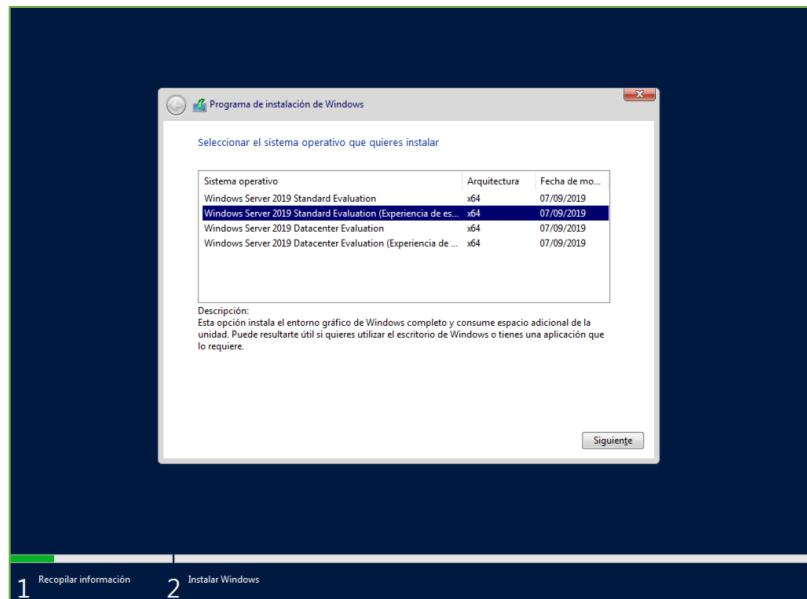 Programa de instalación de Windows
Seleccionar el sistema operativo que quieres instalar
Sistema operativo Arquitectura Fecha de mo...
Windows Server 2019 Standard Evaluation x64 07/09/2019
Windows Server 2019 Standard Evaluation (Experiencia de es... x64 07/09/2019
Windows Server 2019 Datacenter Evaluation x64 07/09/2019
Windows Server 2019 Datacenter Evaluation (Experiencia de ... x64 07/09/2019
Descripción:
Esta opción instala el entorno gráfico de Windows completo y consume espacio adicional de la
unidad. Puede resultarte útil si quieres utilizar el escritorio de Windows o tienes una aplicación que
lo requiere.
Siguiente
1 Recopilar información 2 Instalar Windows